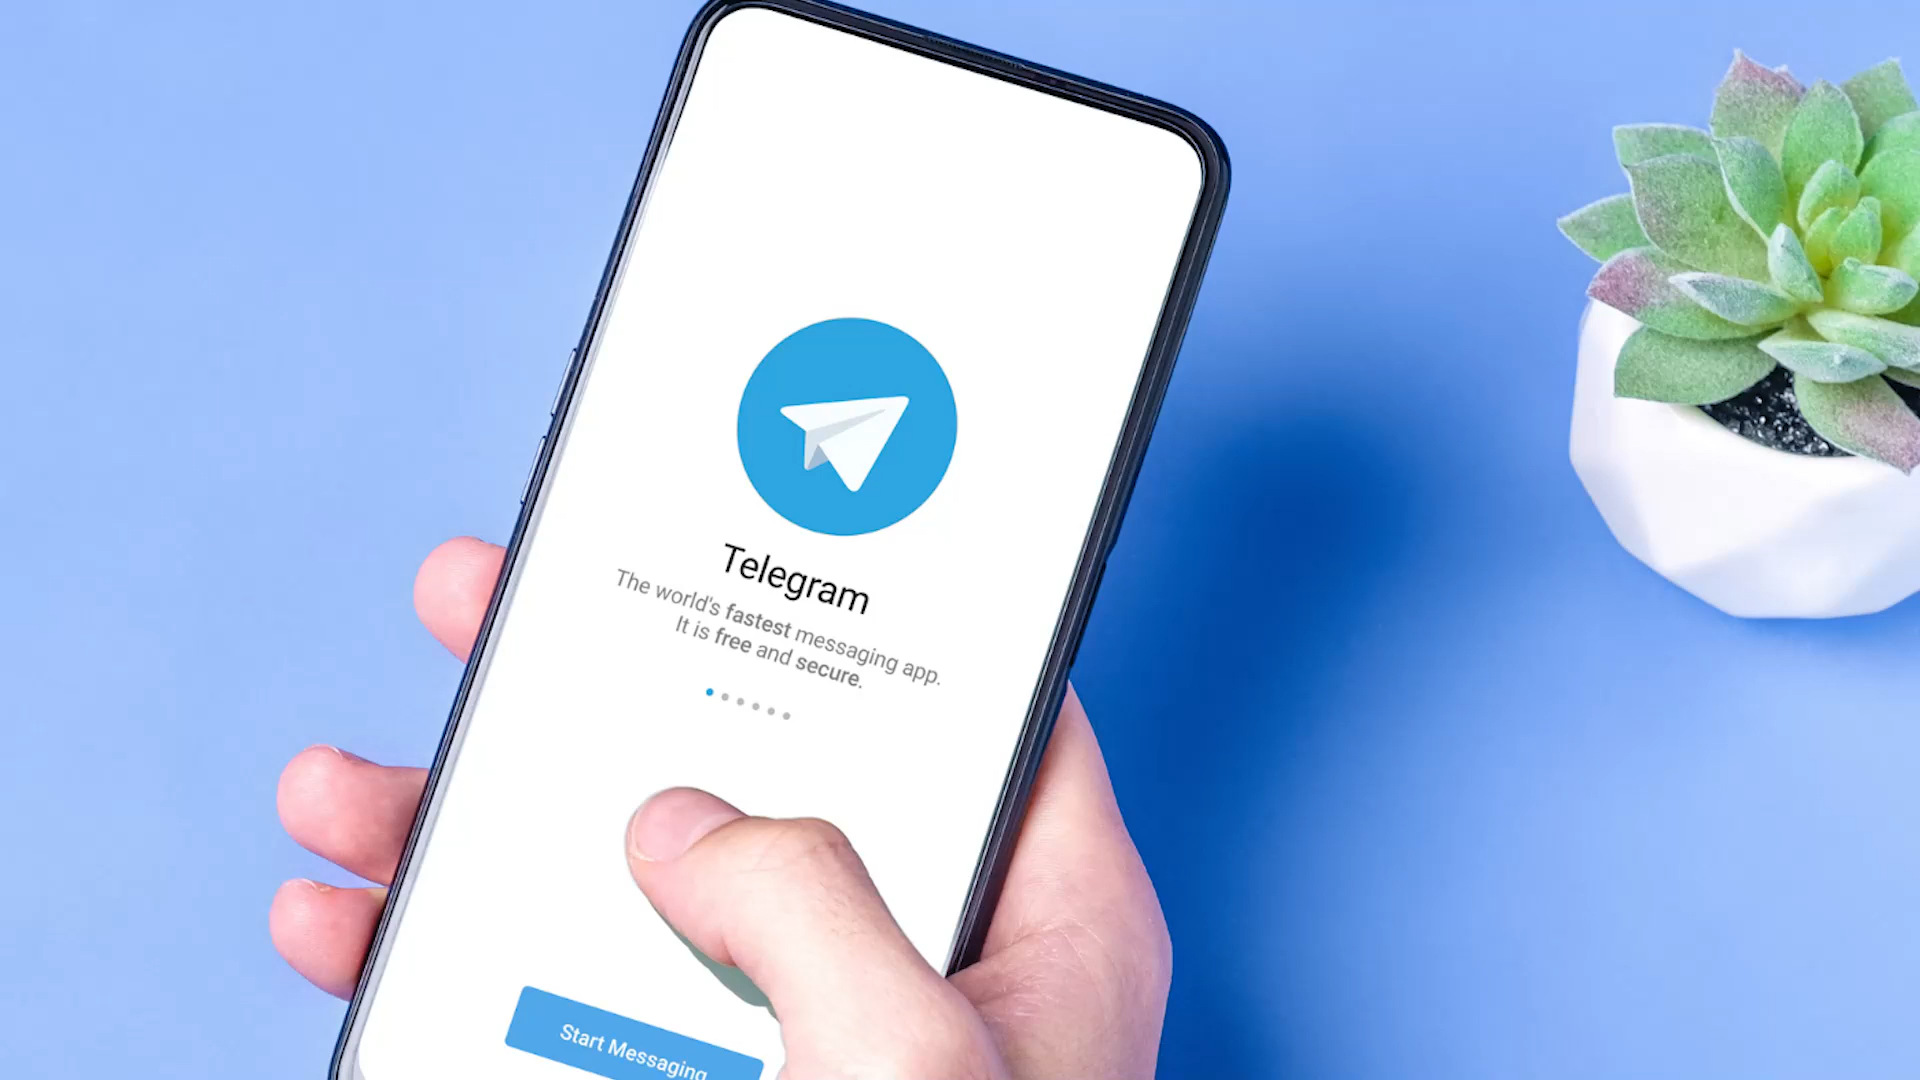 Telegram
The world's fastest messaging app.
It is free and secure.
Start Messaging